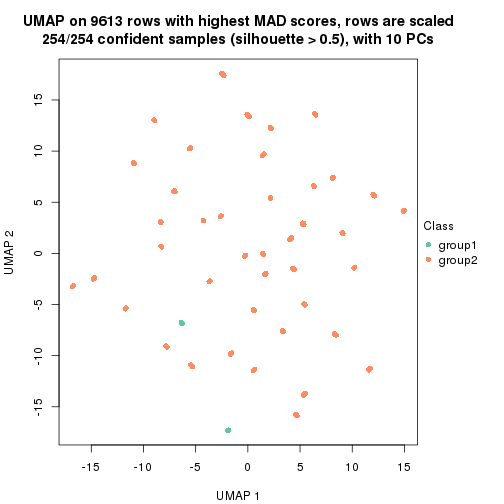 UMAP on 9613 rows with highest MAD scores, rows are scaled
254/254 confident samples (silhouette > 0.5), with 10 PCs
15
10
5
0
-5
-10
-15
UMAP 2
-15
-10
-5
0
5
10
15
UMAP 1
Class
group1
group2